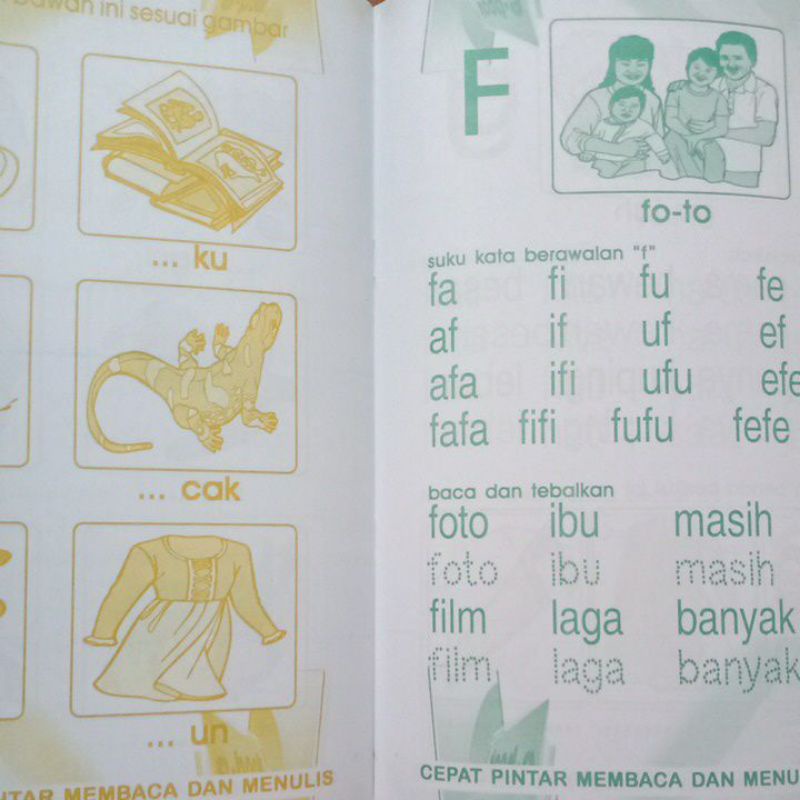 bawah ini sesuai gambar
... ku
... cak
... un
MEMBACA DAN MENULIS
F
fo-to
suku kata berawalan "f"
fa fi fu fe
af if uf ef
afa ifi ufu efe
fafa fifi fufu fefe
baca dan tebalkan
foto ibu masih
foto ibu masih
film laga banyak
film laga banyak
CEPAT PINTAR MEMBACA DAN MENU